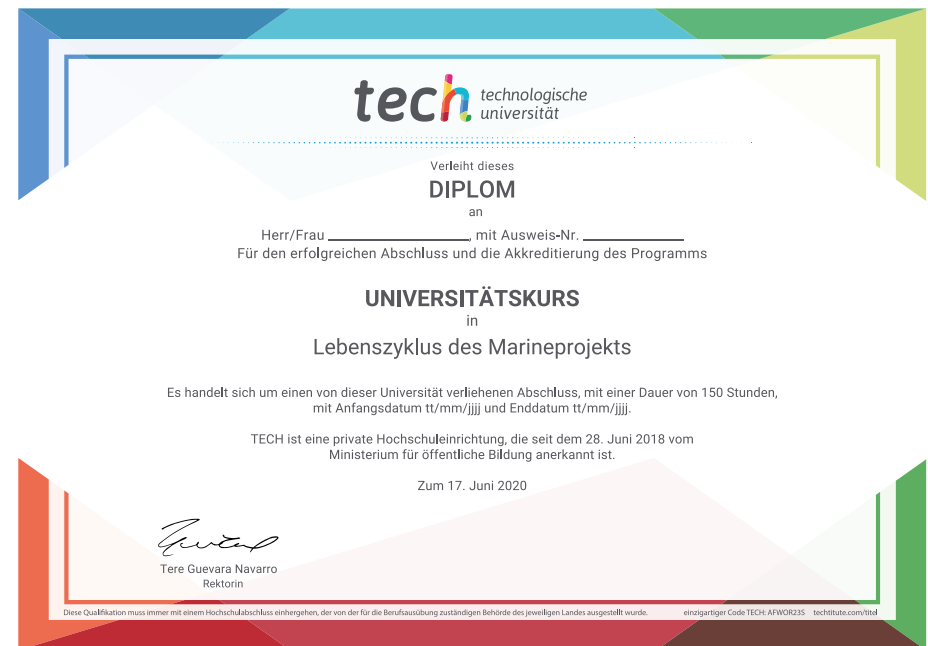 tech technologische
universität
Verleiht dieses
DIPLOM
an
Herr/Frau ____________, mit Ausweis-Nr. ____________
Für den erfolgreichen Abschluss und die Akkreditierung des Programms
UNIVERSITÄTSKURS
in
Lebenszyklus des Marineprojekts
Es handelt sich um einen von dieser Universität verliehenen Abschluss, mit einer Dauer von 150 Stunden,
mit Anfangsdatum tt/mm/jjjj und Enddatum tt/mm/jjjj.
TECH ist eine private Hochschuleinrichtung, die seit dem 28. Juni 2018 vom
Ministerium für öffentliche Bildung anerkannt ist.
Zum 17. Juni 2020
Tere Guevara Navarro
Rektorin
Diese Qualifikation muss immer mit einem Hochschulabschluss einhergehen, der von der für die Berufsausübung zuständigen Behörde des jeweiligen Landes ausgestellt wurde. einzigartiger Code TECH: AFWOR23S techtitute.com/titel